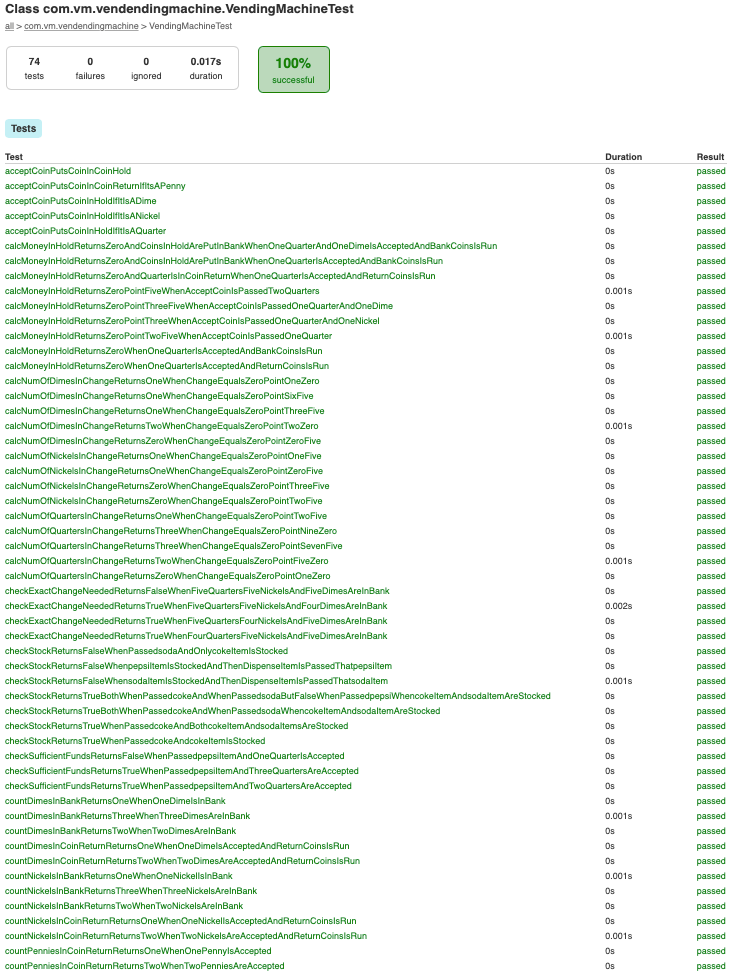 Class com.vm.vendendingmachine.VendingMachineTest
all > com.vm.vendendingmachine > VendingMachineTest
74 0 0 0.017s 100%
tests failures ignored duration successful
Tests
Test Duration Result
acceptCoinPutsCoinInCoinHold 0s passed
acceptCoinPutsCoinInCoinReturnIfItsAPenny 0s passed
acceptCoinPutsCoinInHoldIfItIsADime 0s passed
acceptCoinPutsCoinInHoldIfItIsANickel 0s passed
acceptCoinPutsCoinInHoldIfItIsAQuarter 0s passed
calcMoneyInHoldReturnsZeroAndCoinsInHoldArePutInBankWhenOneQuarterAndOneDimeIsAcceptedAndBankCoinsIsRun 0s passed
calcMoneyInHoldReturnsZeroAndCoinsInHoldArePutInBankWhenOneQuarterIsAcceptedAndBankCoinsIsRun 0s passed
calcMoneyInHoldReturnsZeroAndQuarterIsInCoinReturnWhenOneQuarterIsAcceptedAndReturnCoinsIsRun 0s passed
calcMoneyInHoldReturnsZeroPointFiveWhenAcceptCoinIsPassedTwoQuarters 0.001s passed
calcMoneyInHoldReturnsZeroPointThreeFiveWhenAcceptCoinIsPassedOneQuarterAndOneDime 0s passed
calcMoneyInHoldReturnsZeroPointThreeWhenAcceptCoinIsPassedOneQuarterAndOneNickel 0s passed
calcMoneyInHoldReturnsZeroPointTwoFiveWhenAcceptCoinIsPassedOneQuarter 0.001s passed
calcMoneyInHoldReturnsZeroWhenOneQuarterIsAcceptedAndBankCoinsIsRun 0s passed
calcMoneyInHoldReturnsZeroWhenOneQuarterIsAcceptedAndReturnCoinsIsRun 0s passed
calcNumOfDimesInChangeReturnsOneWhenChangeEqualsZeroPointOneZero 0s passed
calcNumOfDimesInChangeReturnsOneWhenChangeEqualsZeroPointSixFive 0s passed
calcNumOfDimesInChangeReturnsOneWhenChangeEqualsZeroPointThreeFive 0s passed
calcNumOfDimesInChangeReturnsTwoWhenChangeEqualsZeroPointTwoZero 0.001s passed
calcNumOfDimesInChangeReturnsZeroWhenChangeEqualsZeroPointZeroFive 0s passed
calcNumOfNickelsInChangeReturnsOneWhenChangeEqualsZeroPointOneFive 0s passed
calcNumOfNickelsInChangeReturnsOneWhenChangeEqualsZeroPointZeroFive 0s passed
calcNumOfNickelsInChangeReturnsZeroWhenChangeEqualsZeroPointThreeFive 0s passed
calcNumOfNickelsInChangeReturnsZeroWhenChangeEqualsZeroPointTwoFive 0s passed
calcNumOfQuartersInChangeReturnsOneWhenChangeEqualsZeroPointTwoFive 0s passed
calcNumOfQuartersInChangeReturnsThreeWhenChangeEqualsZeroPointNineZero 0s passed
calcNumOfQuartersInChangeReturnsThreeWhenChangeEqualsZeroPointSevenFive 0s passed
calcNumOfQuartersInChangeReturnsTwoWhenChangeEqualsZeroPointFiveZero 0.001s passed
calcNumOfQuartersInChangeReturnsZeroWhenChangeEqualsZeroPointOneZero 0s passed
checkExactChangeNeededReturnsFalseWhenFiveQuartersFiveNickelsAndFiveDimesAreInBank 0s passed
checkExactChangeNeededReturnsTrueWhenFiveQuartersFiveNickelsAndFourDimesAreInBank 0.002s passed
checkExactChangeNeededReturnsTrueWhenFiveQuartersFourNickelsAndFiveDimesAreInBank 0s passed
checkExactChangeNeededReturnsTrueWhenFourQuartersFiveNickelsAndFiveDimesAreInBank 0s passed
checkStockReturnsFalseWhenPassedsodaAndOnlycokeItemIsStocked 0s passed
checkStockReturnsFalseWhenpepsiItemIsStockedAndThenDispenseItemIsPassedThatpepsiItem 0s passed
checkStockReturnsFalseWhensodaItemIsStockedAndThenDispenseItemIsPassedThatsodaItem 0.001s passed
checkStockReturnsTrueBothWhenPassedcokeAndWhenPassedsodaButFalseWhenPassedpepsiWhencokeItemAndsodaItemAreStocked 0s passed
checkStockReturnsTrueBothWhenPassedcokeAndWhenPassedsodaWhencokeItemAndsodaItemAreStocked 0s passed
checkStockReturnsTrueWhenPassedcokeAndBothcokeItemAndsodaItemsAreStocked 0s passed
checkStockReturnsTrueWhenPassedcokeAndcokeItemIsStocked 0s passed
checkSufficientFundsReturnsFalseWhenPassedpepsiItemAndOneQuarterIsAccepted 0s passed
checkSufficientFundsReturnsTrueWhenPassedpepsiItemAndThreeQuartersAreAccepted 0s passed
checkSufficientFundsReturnsTrueWhenPassedpepsiItemAndTwoQuartersAreAccepted 0s passed
countDimesInBankReturnsOneWhenOneDimeIsInBank 0s passed
countDimesInBankReturnsThreeWhenThreeDimesAreInBank 0.001s passed
countDimesInBankReturnsTwoWhenTwoDimesAreInBank 0s passed
countDimesInCoinReturnReturnsOneWhenOneDimeIsAcceptedAndReturnCoinsIsRun 0s passed
countDimesInCoinReturnReturnsTwoWhenTwoDimesAreAcceptedAndReturnCoinsIsRun 0s passed
countNickelsInBankReturnsOneWhenOneNickelIsInBank 0.001s passed
countNickelsInBankReturnsThreeWhenThreeNickelsAreInBank 0s passed
countNickelsInBankReturnsTwoWhenTwoNickelsAreInBank 0s passed
countNickelsInCoinReturnReturnsOneWhenOneNickelIsAcceptedAndReturnCoinsIsRun 0s passed
countNickelsInCoinReturnReturnsTwoWhenTwoNickelsAreAcceptedAndReturnCoinsIsRun 0.001s passed
countPenniesInCoinReturnReturnsOneWhenOnePennyIsAccepted 0s passed
countPenniesInCoinReturnReturnsTwoWhenTwoPenniesAreAccepted 0s passed